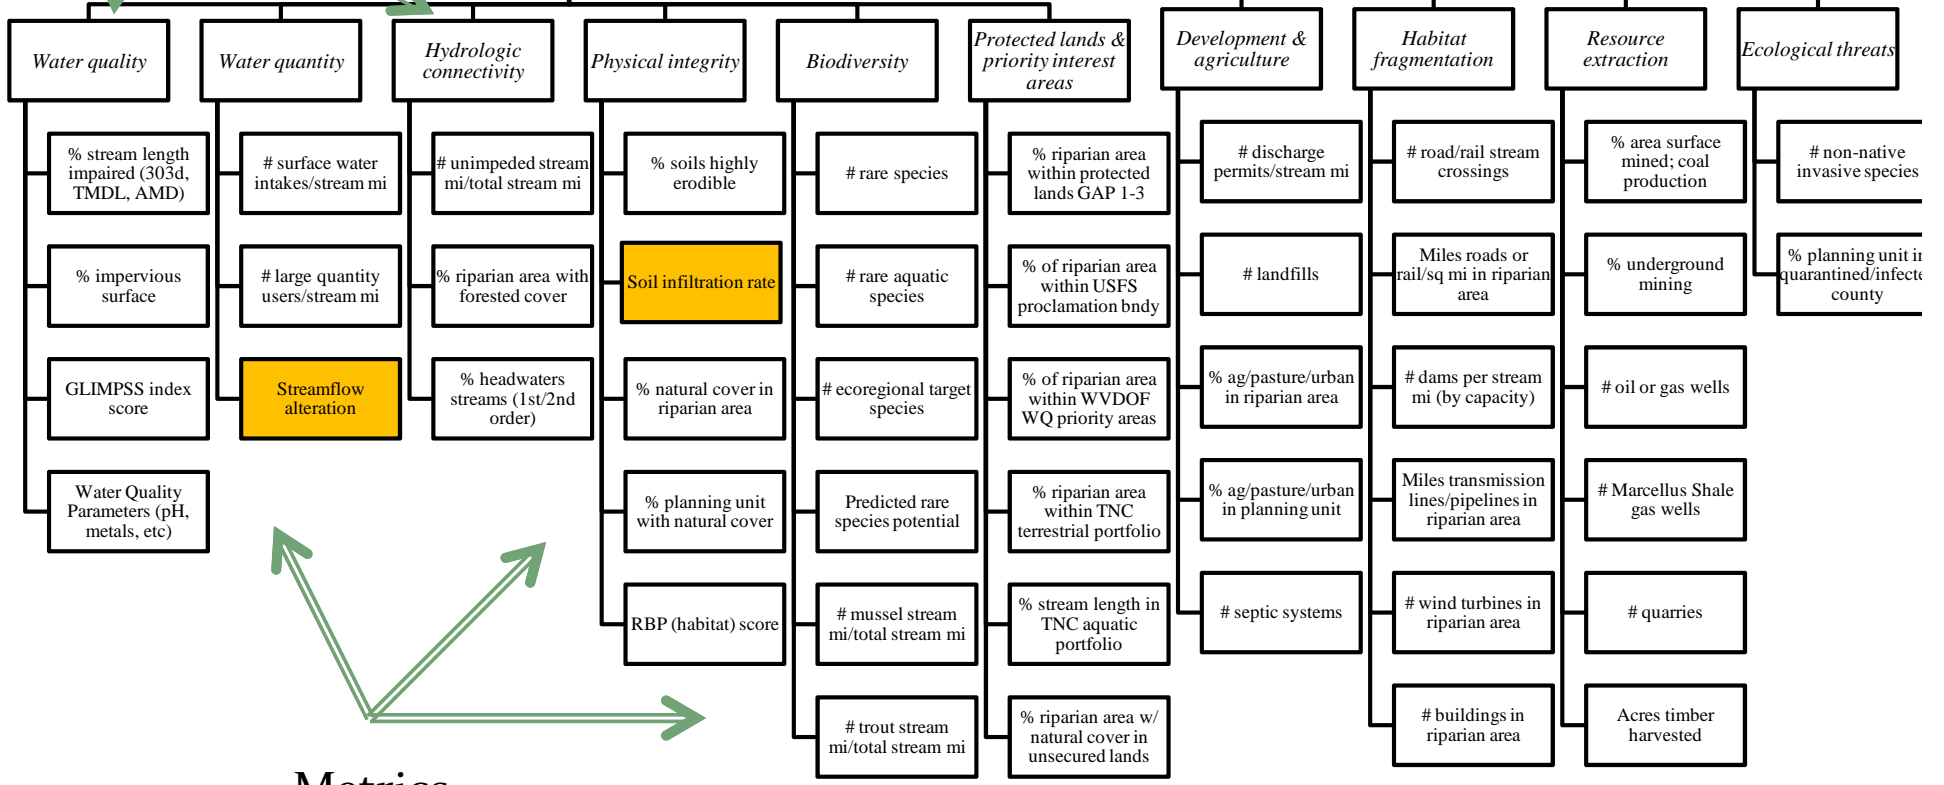 Water quality
% stream length
impaired (303d,
TMDL, AMD)
% impervious
surface
GLIMPSS index
score
Water Quality
Parameters (pH,
metals, etc)
Water quantity
# surface water
intakes/stream mi
# large quantity
users/stream mi
Streamflow
alteration
Hydrologic
connectivity
# unimpeded stream
mi/total stream mi
% riparian area with
forested cover
% headwaters
streams (1st/2nd
order)
Physical integrity
% soils highly
erodible
Soil infiltration rate
% natural cover in
riparian area
% planning unit
with natural cover
RBP (habitat) score
Biodiversity
# rare species
# rare aquatic
species
# ecoregional target
species
Predicted rare
species potential
# mussel stream
mi/total stream mi
# trout stream
mi/total stream mi
Protected lands &
priority interest
areas
% riparian area
within protected
lands GAP 1-3
% of riparian area
within USFS
proclamation bndy
% of riparian area
within WVDOF
WQ priority areas
% riparian area
within TNC
terrestrial portfolio
% stream length in
TNC aquatic
portfolio
% riparian area w/
natural cover in
unsecured lands
Development &
agriculture
# discharge
permits/stream mi
# landfills
% ag/pasture/urban
in riparian area
% ag/pasture/urban
in planning unit
# septic systems
Habitat
fragmentation
# road/rail stream
crossings
Miles roads or
rail/sq mi in riparian
area
# dams per stream
mi (by capacity)
Miles transmission
lines/pipelines in
riparian area
# wind turbines in
riparian area
# buildings in
riparian area
Resource
extraction
% area surface
mined; coal
production
% underground
mining
# oil or gas wells
# Marcellus Shale
gas wells
# quarries
Acres timber
harvested
Ecological threats
# non-native
invasive species
% planning unit in
quarantined/infecte
county
Metrics